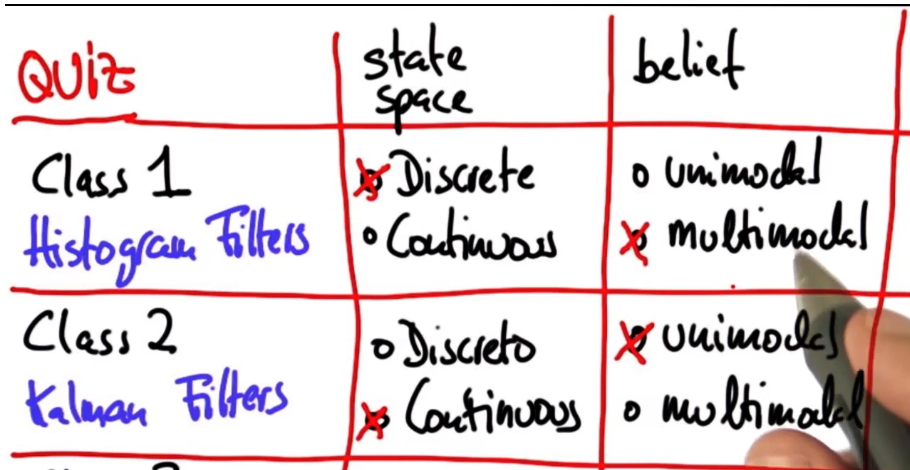 QUiz
state
space
belief
Class 1
Histogram Filters
Discrete
Continuous
unimodal
multimodal
Class 2
Kalman Filters
Discrete
Continuous
unimodal
multimodal